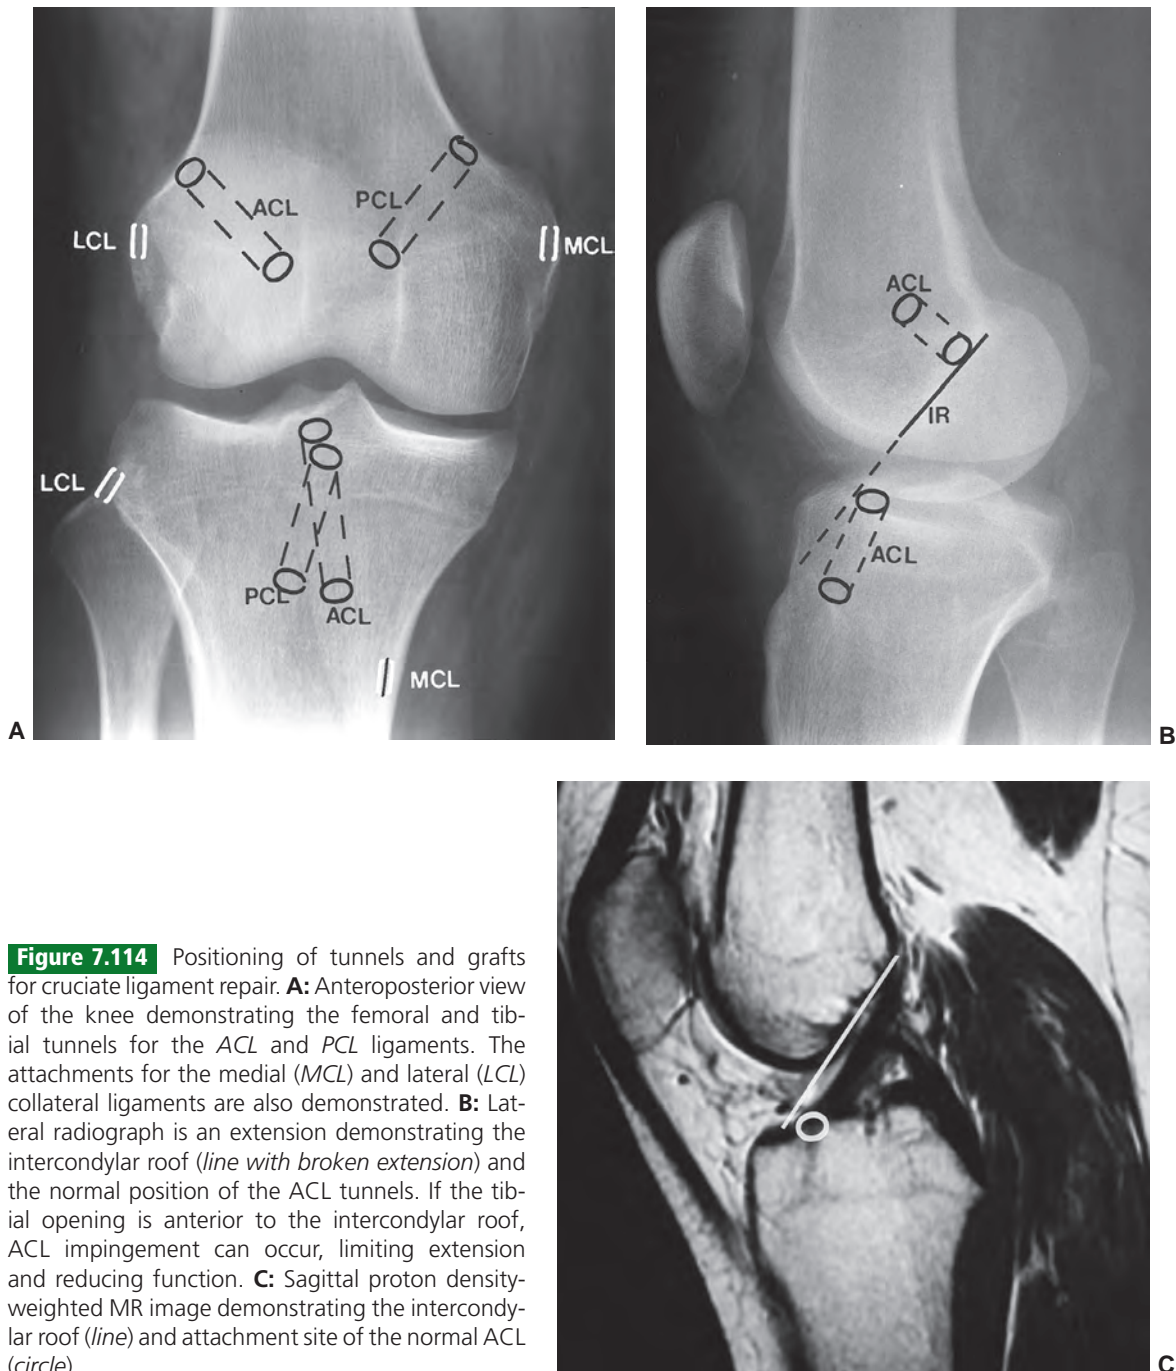 ACL
PCL
LCL
MCL
LCL
PCL
ACL
MCL
A
ACL
IR
ACL
B
Figure 7.114 Positioning of tunnels and grafts
for cruciate ligament repair. A: Anteroposterior view
of the knee demonstrating the femoral and tib-
ial tunnels for the ACL and PCL ligaments. The
attachments for the medial (MCL) and lateral (LCL)
collateral ligaments are also demonstrated. B: Lat-
eral radiograph is an extension demonstrating the
intercondylar roof (line with broken extension) and
the normal position of the ACL tunnels. If the tib-
ial opening is anterior to the intercondylar roof,
ACL impingement can occur, limiting extension
and reducing function. C: Sagittal proton density-
weighted MR image demonstrating the intercondy-
lar roof (line) and attachment site of the normal ACL
(circle)
C